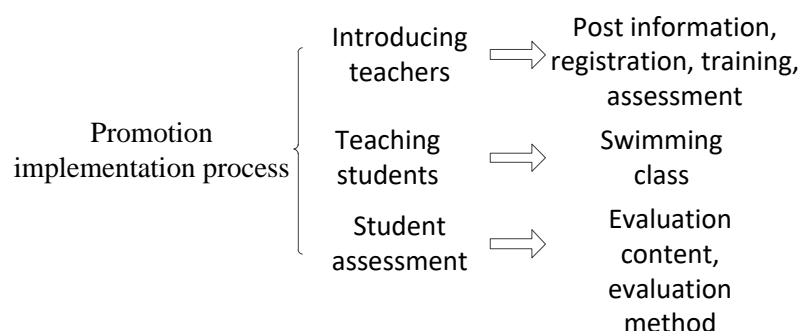 Promotion
implementation process
Introducing
teachers
Post information,
registration, training,
assessment
Teaching
students
Swimming
class
Student
assessment
Evaluation
content,
evaluation
method